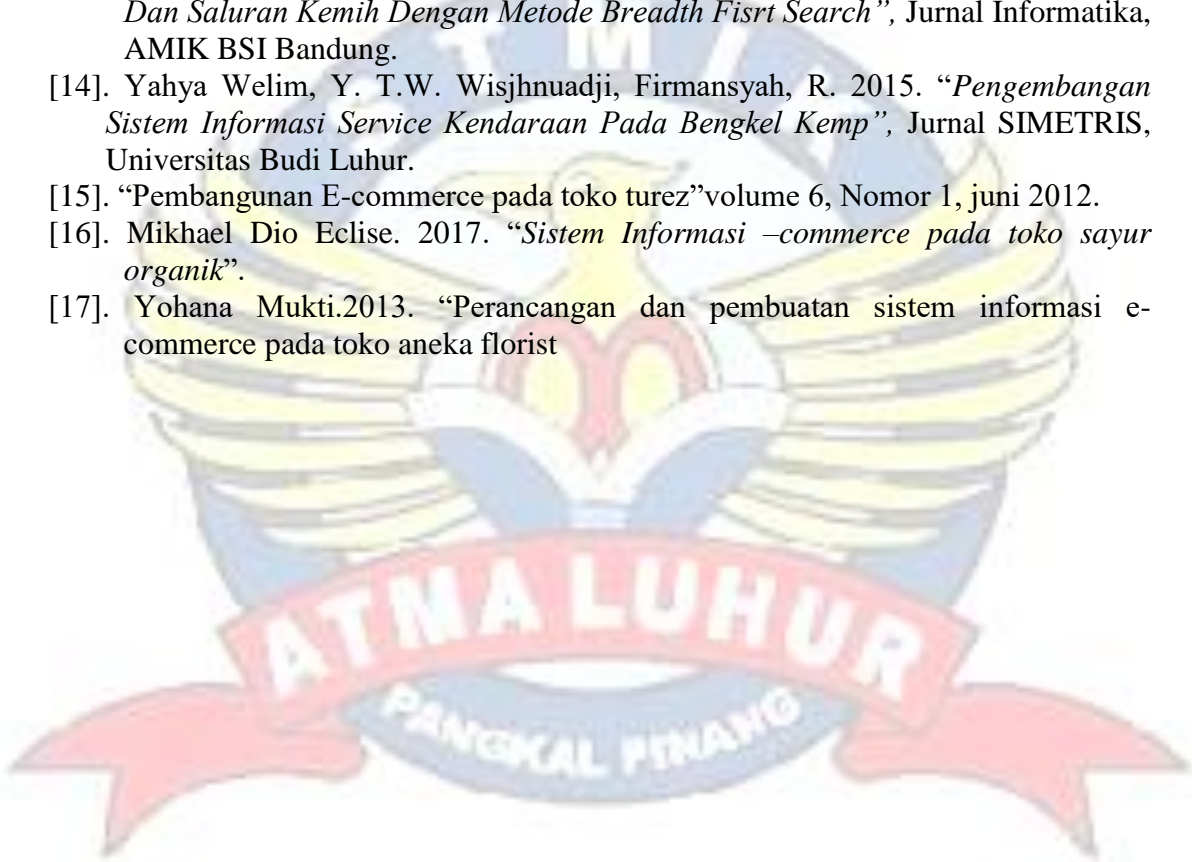 Dan Saluran Kemih Dengan Metode Breadth Fisrt Search”, Jurnal Informatika,
AMIK BSI Bandung.
[14]. Yahya Welim, Y. T.W. Wisjhnuadji, Firmansyah, R. 2015. “Pengembangan
Sistem Informasi Service Kendaraan Pada Bengkel Kemp”, Jurnal SIMETRIS,
Universitas Budi Luhur.
[15]. “Pembangunan E-commerce pada toko turez”volume 6, Nomor 1, juni 2012.
[16]. Mikhael Dio Eclise. 2017. “Sistem Informasi –commerce pada toko sayur
organik”.
[17]. Yohana Mukti.2013. “Perancangan dan pembuatan sistem informasi e-
commerce pada toko aneka florist
STMIK
ATMA LUHUR
PANGKAL PINANG